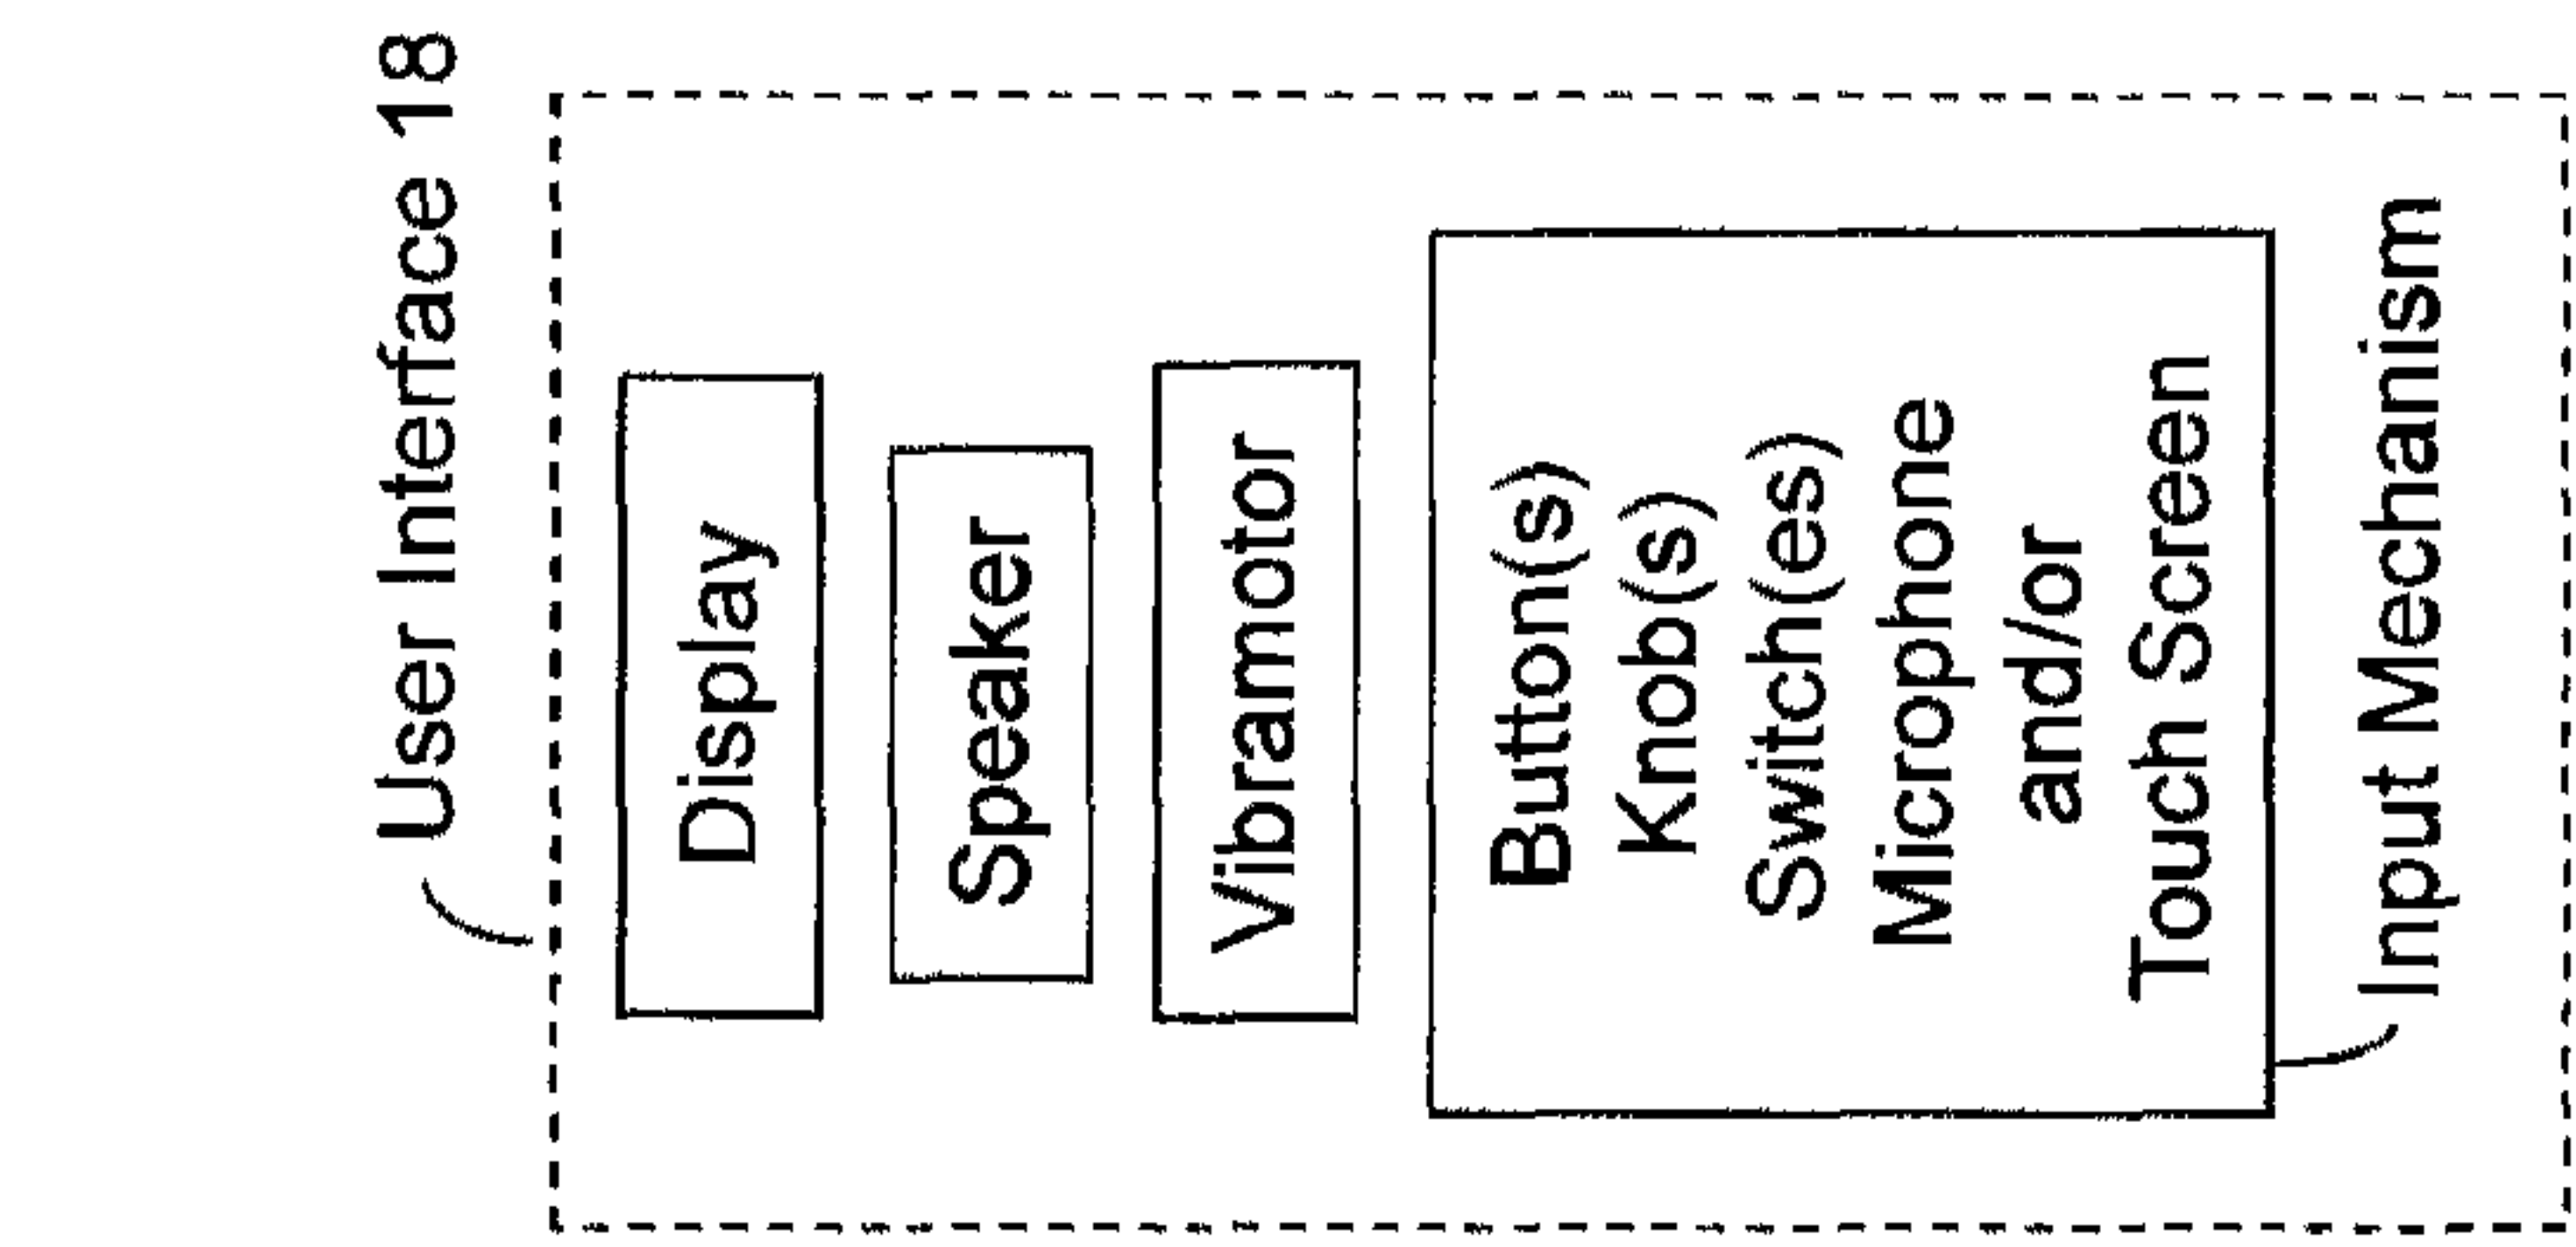 User Interface 18
Display
Speaker
Vibramotor
Button(s)
Knob(s)
Switch(es)
Microphone
and/or
Touch Screen
Input Mechanism